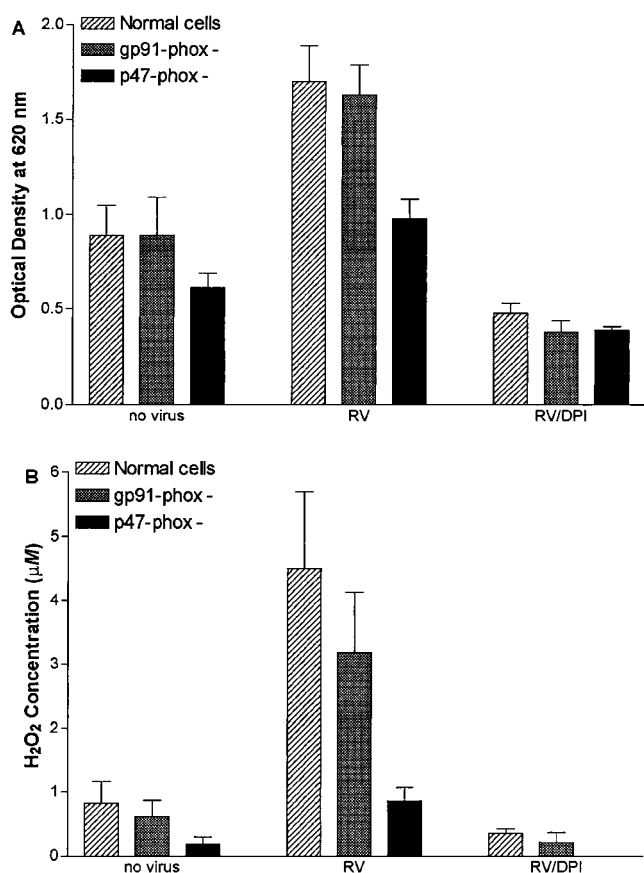 A
Normal cells
gp91-phox -
p47-phox -
2.0
1.5
1.0
0.5
0.0
Optical Density at 620 nm
no virus
RV
RV/DPI
B
Normal cells
gp91-phox -
p47-phox -
6
5
4
3
2
1
0
H₂O₂ Concentration (μM)
no virus
RV
RV/DPI